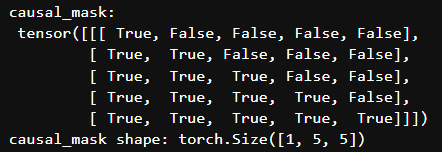 causal_mask:
 tensor([[[ True, False, False, False, False],
         [ True,  True, False, False, False],
         [ True,  True,  True, False, False],
         [ True,  True,  True,  True, False],
         [ True,  True,  True,  True,  True]]])
causal_mask shape: torch.Size([1, 5, 5])